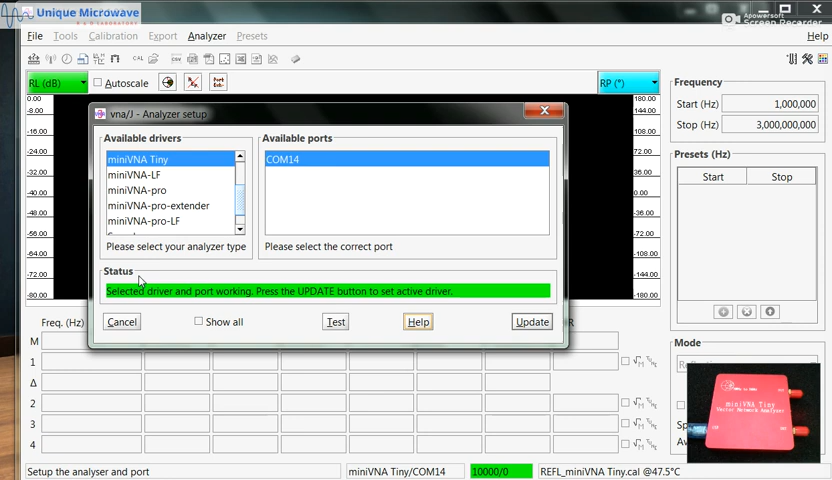 Unique Microwave
R & D LABORATORY
Apowersoft
Screen Recorder
File Tools Calibration Export Analyzer Presets Help
RL (dB) Autoscale RP (°)
vna/J - Analyzer setup
Available drivers
miniVNA Tiny
miniVNA-LF
miniVNA-pro
miniVNA-pro-extender
miniVNA-pro-LF
Please select your analyzer type
Available ports
COM14
Please select the correct port
Status
Selected driver and port working. Press the UPDATE button to set active driver.
Cancel Show all Test Help Update
0.00
-8.00
-16.00
-24.00
-32.00
-40.00
-48.00
-56.00
-64.00
-72.00
-80.00
180.00
144.00
108.00
72.00
36.00
0.00
-36.00
-72.00
-108.00
-144.00
-180.00
Frequency
Start (Hz) 1,000,000
Stop (Hz) 3,000,000,000
Presets (Hz)
Start Stop
Mode
Freq. (Hz)
M
1
Δ
2
3
4
miniVNA Tiny
Vector Network Analyzer
Setup the analyser and port miniVNA Tiny/COM14 10000/0 REFL_miniVNA Tiny.cal @47.5°C